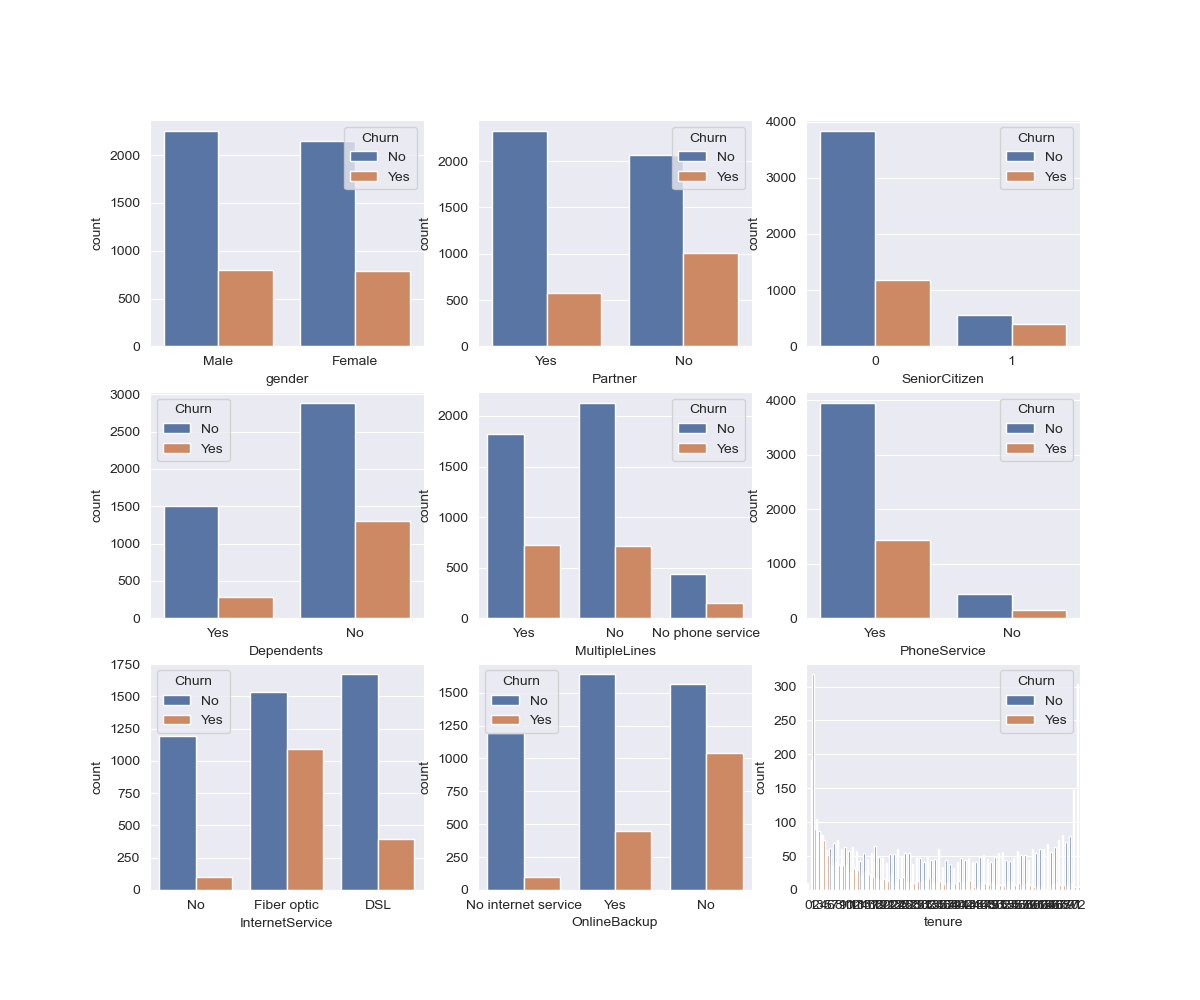 Churn
No
Yes
2000
1500
1000
500
0
count
Male Female
gender
Churn
No
Yes
2000
1500
1000
500
0
count
Yes No
Partner
Churn
No
Yes
4000
3000
2000
1000
0
count
0 1
SeniorCitizen
Churn
No
Yes
3000
2500
2000
1500
1000
500
0
count
Yes No
Dependents
Churn
No
Yes
2000
1500
1000
500
0
count
Yes No No phone service
MultipleLines
Churn
No
Yes
4000
3000
2000
1000
0
count
Yes No
PhoneService
Churn
No
Yes
1750
1500
1250
1000
750
500
250
0
count
No Fiber optic DSL
InternetService
Churn
No
Yes
1500
1250
1000
750
500
250
0
count
No internet service Yes No
OnlineBackup
Churn
No
Yes
300
250
200
150
100
50
0
count
tenure